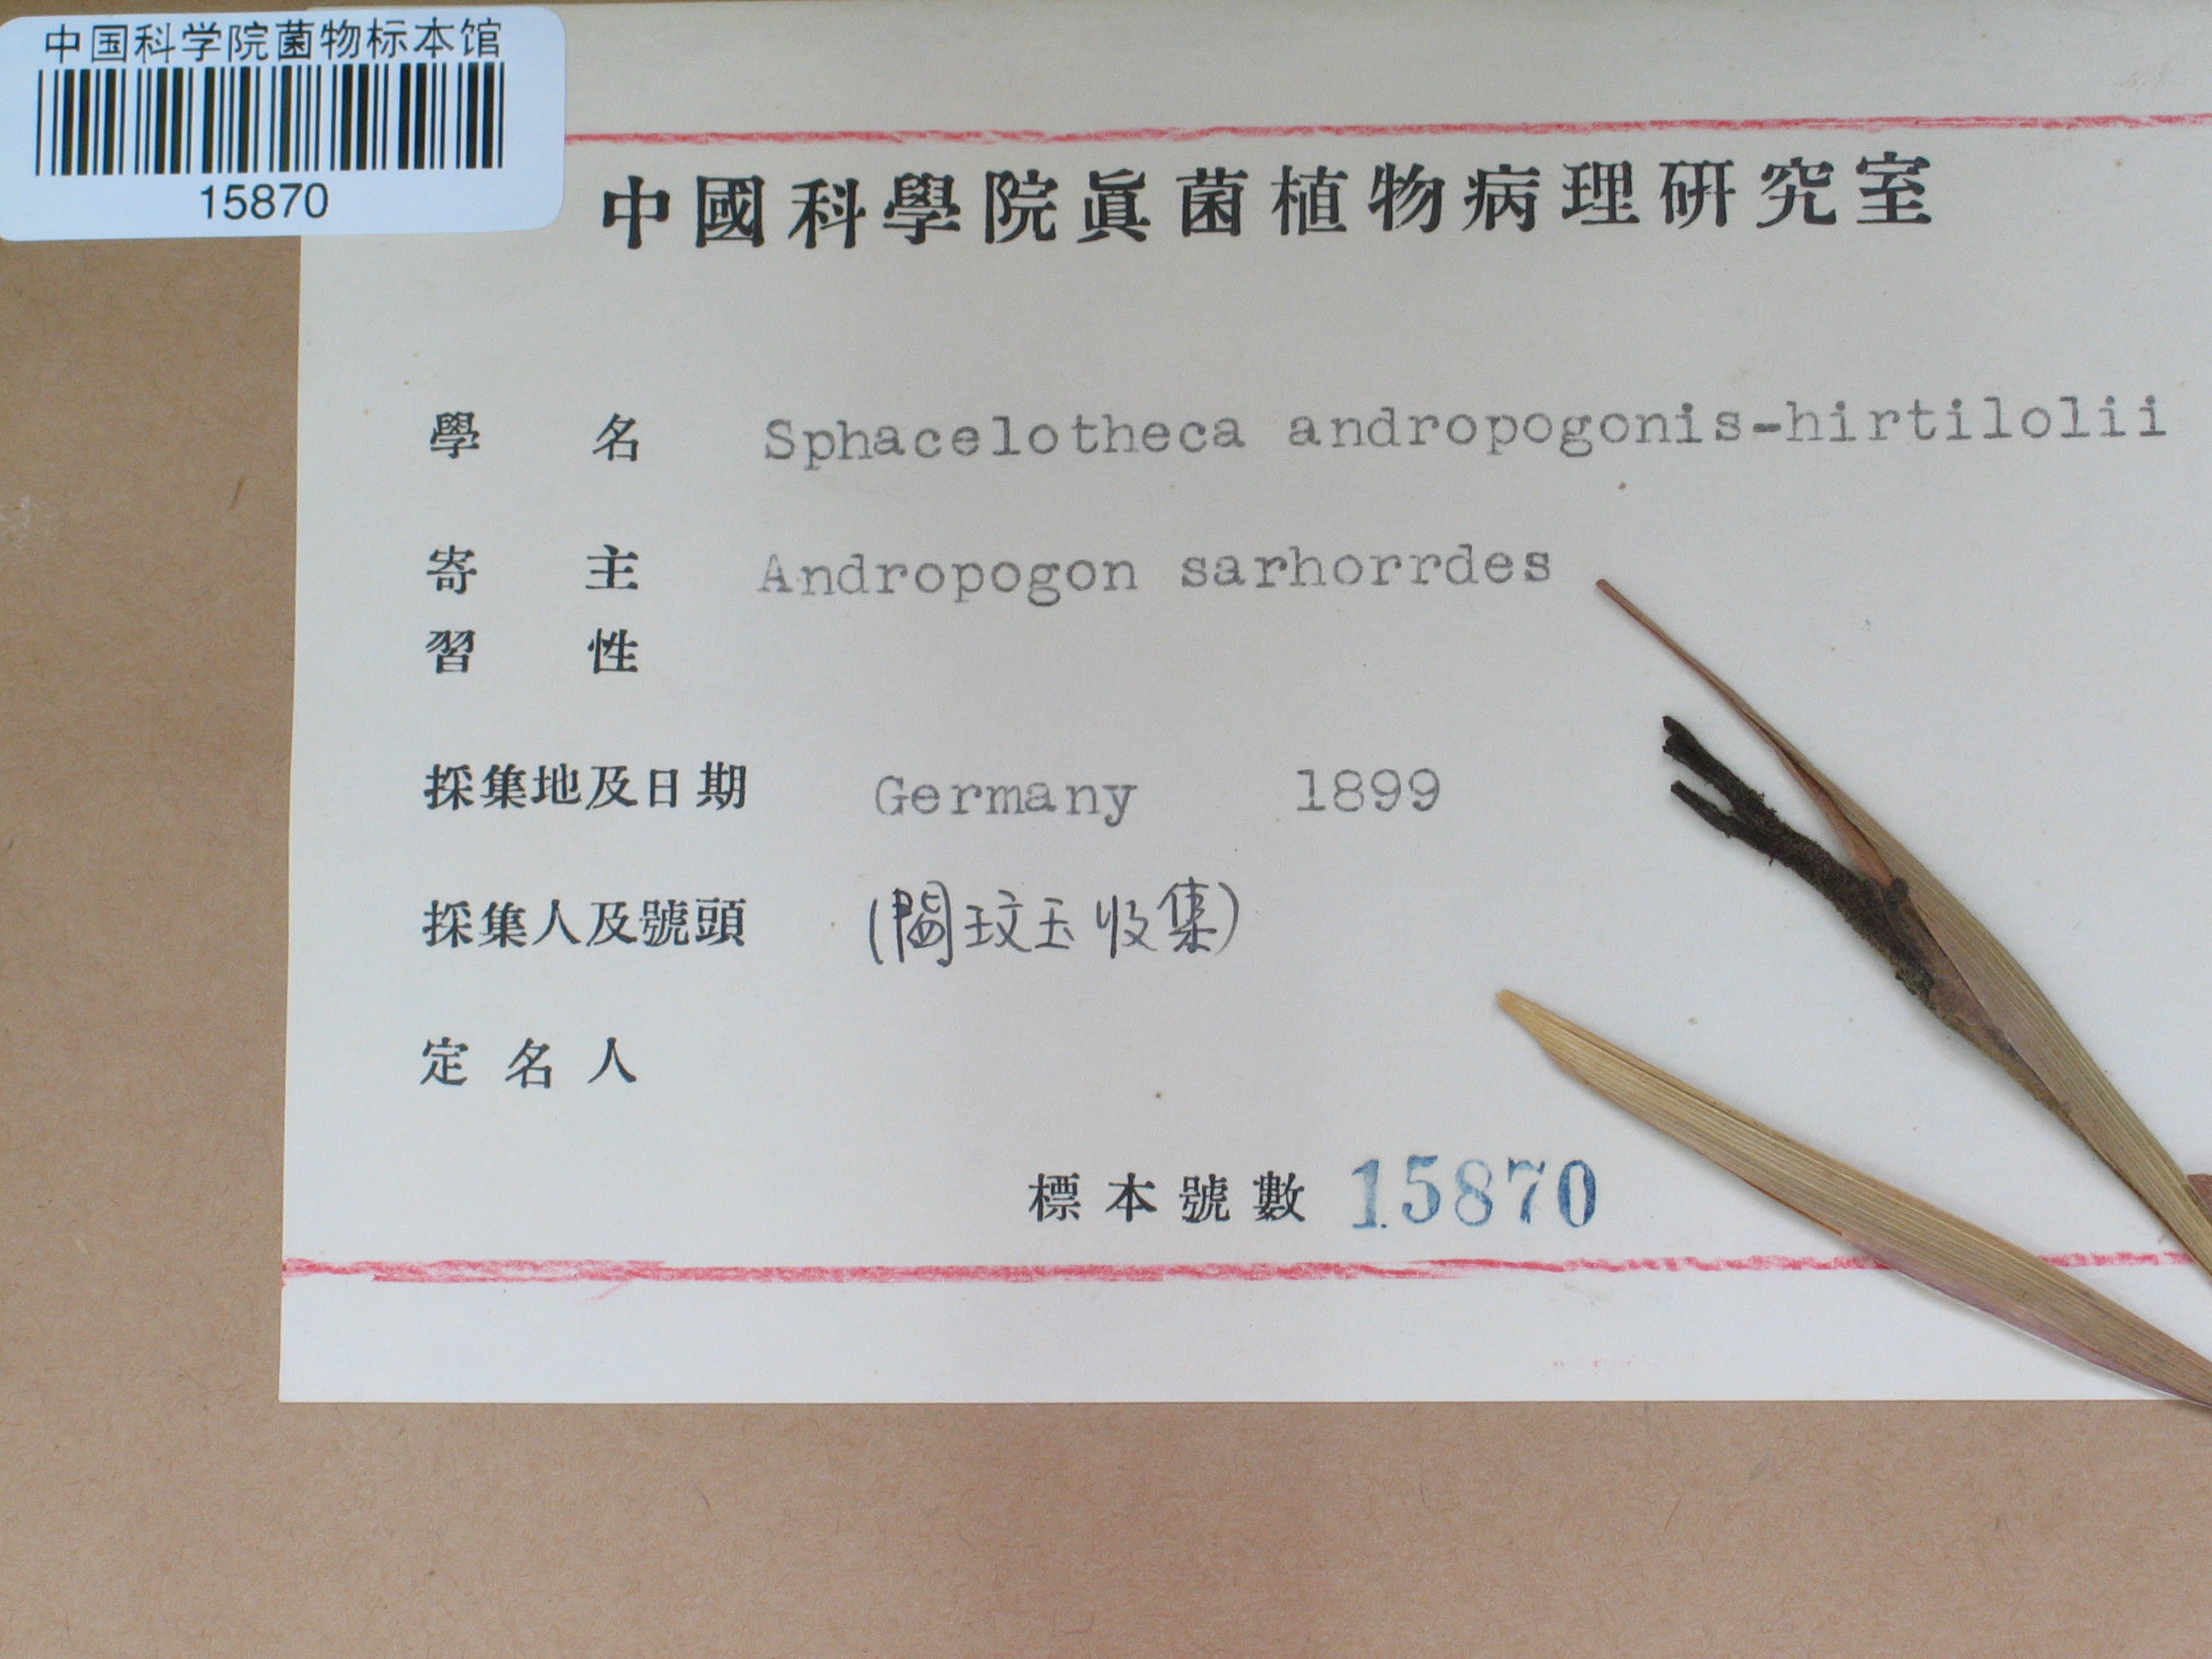 中国科学院菌物标本馆
15870
中國科學院眞菌植物病理研究室
學 名 Sphacelotheca andropogonis-hirtilolii
寄 主 Andropogon sarhorrdes
習 性
採集地及日期 Germany 1899
採集人及號頭 (閻玟玉收集)
定名人
標本號數 15870